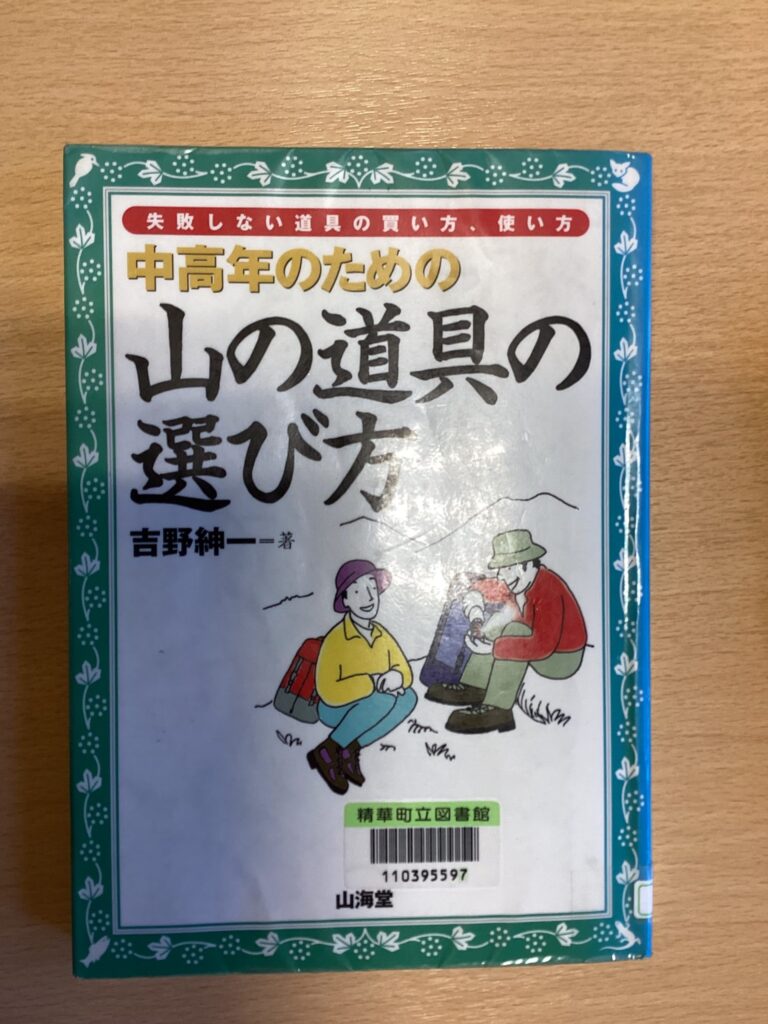 失敗しない道具の買い方、使い方
中高年のための
山の道具の
選び方
吉野紳一=著
精華町立図書館
110395597
山海堂